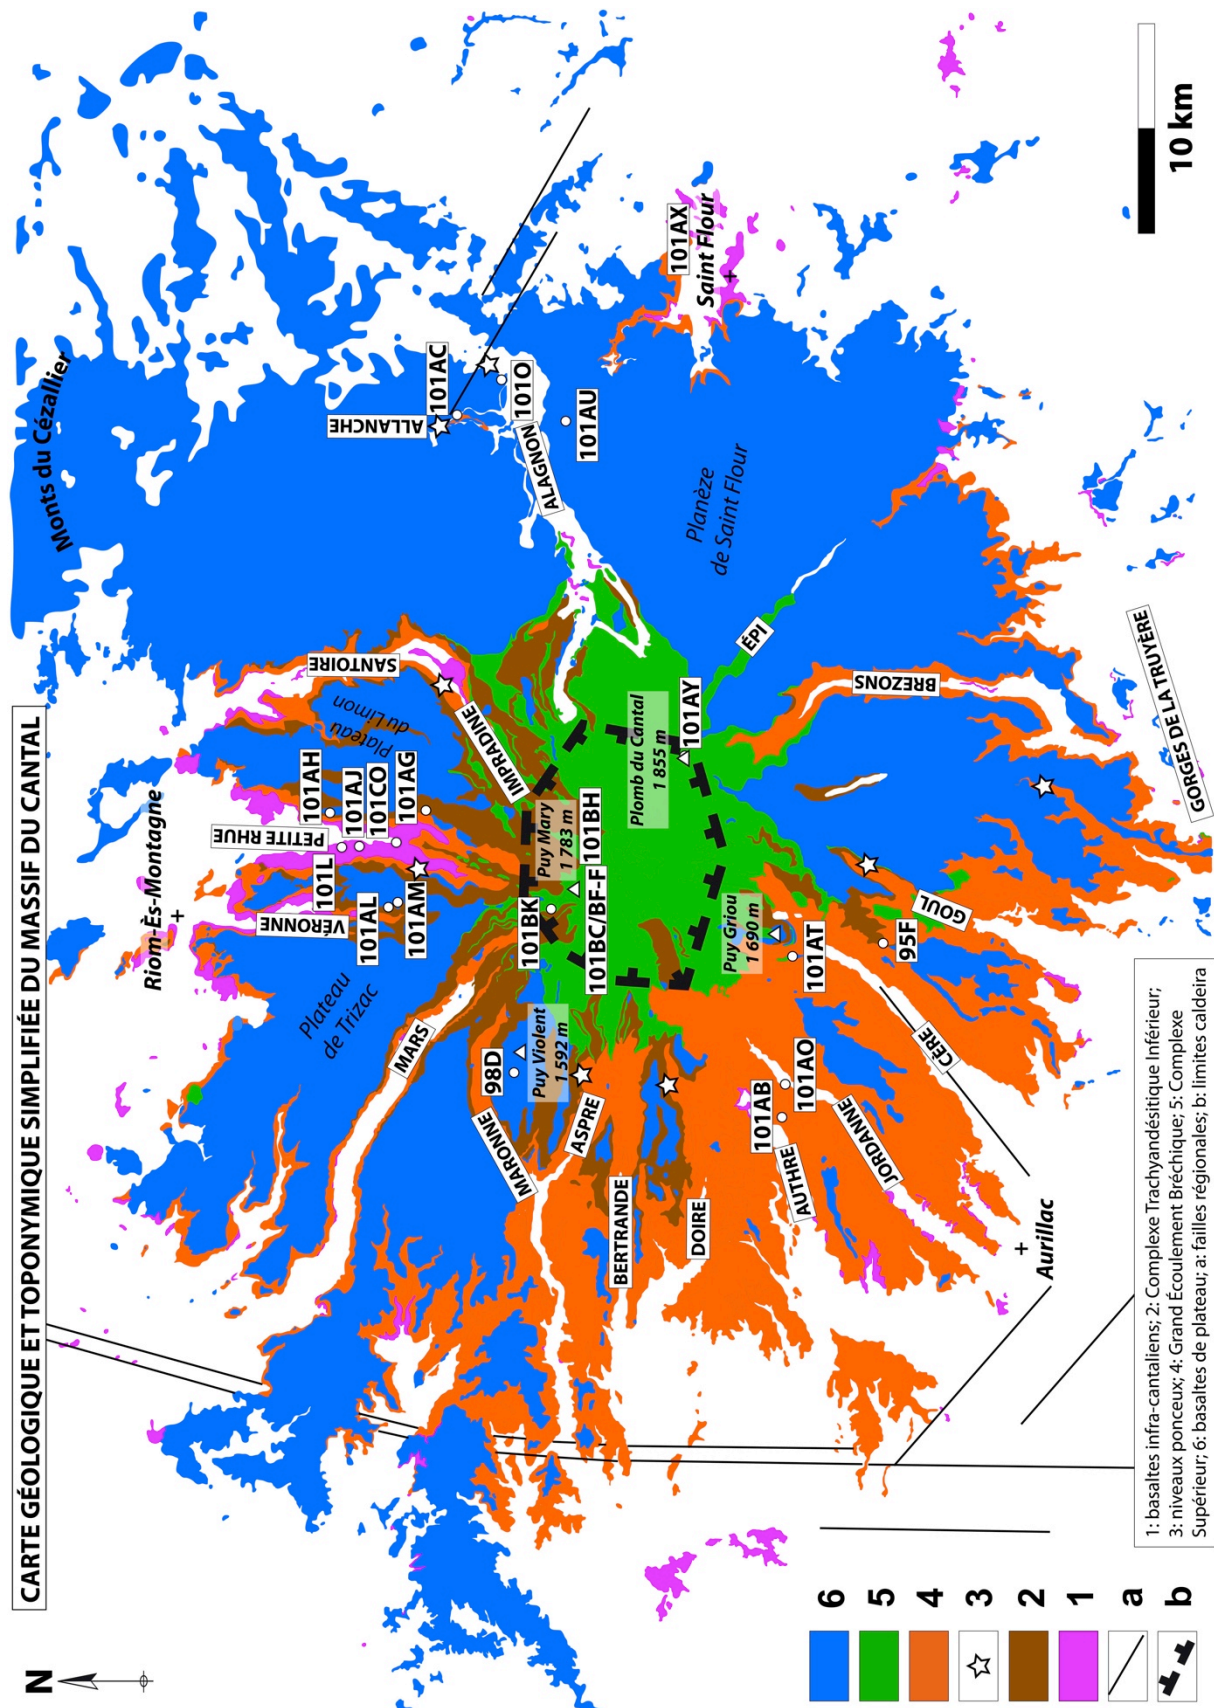 CARTE GÉOLOGIQUE ET TOPONYMIQUE SIMPLIFIÉE DU MASSIF DU CANTAL
N
Monts du Cézallier
Riom-Ès-Montagne
+
Plateau
de Trizac
Plateau
du Limon
SANTOIRE
IMPRADINE
PETITE RHUE
VÉRONNE
MARS
ALLANCHE
ALAGNON
101AH
101AJ
101CO
101AG
101L
101AL
101AM
101AC
101O
101AU
Puy Mary
1 783 m
101BK
101BC/BF-F
101BH
98D
Puy Violent
1 592 m
MARONNE
ASPRE
BERTRANDE
DOIRE
Plomb du Cantal
1 855 m
101AY
Planèze
de Saint Flour
101AX
Saint Flour
+
ÉPI
BREZONS
Puy Griou
1 690 m
101AT
95F
GOUL
CÈRE
101AB
101AO
AUTHRE
JORDANNE
+
Aurillac
GORGES DE LA TRUYÈRE
10 km
6
5
4
3
2
1
a
b
1: basaltes infra-cantaliens; 2: Complexe Trachyandésitique Inférieur;
3: niveaux ponceux; 4: Grand Écoulement Bréchique; 5: Complexe
Supérieur; 6: basaltes de plateau; a: failles régionales; b: limites caldeira